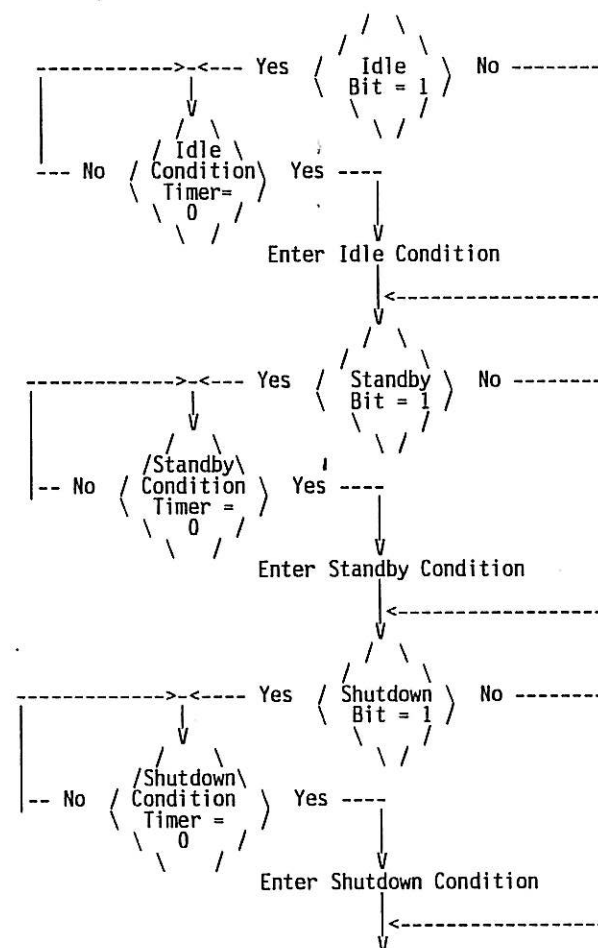 Yes Idle No
Bit = 1
Idle
No Condition Yes
Timer=
0
Enter Idle Condition
Yes Standby No
Bit = 1
Standby
No Condition Yes
Timer =
0
Enter Standby Condition
Yes Shutdown No
Bit = 1
Shutdown
No Condition Yes
Timer =
0
Enter Shutdown Condition